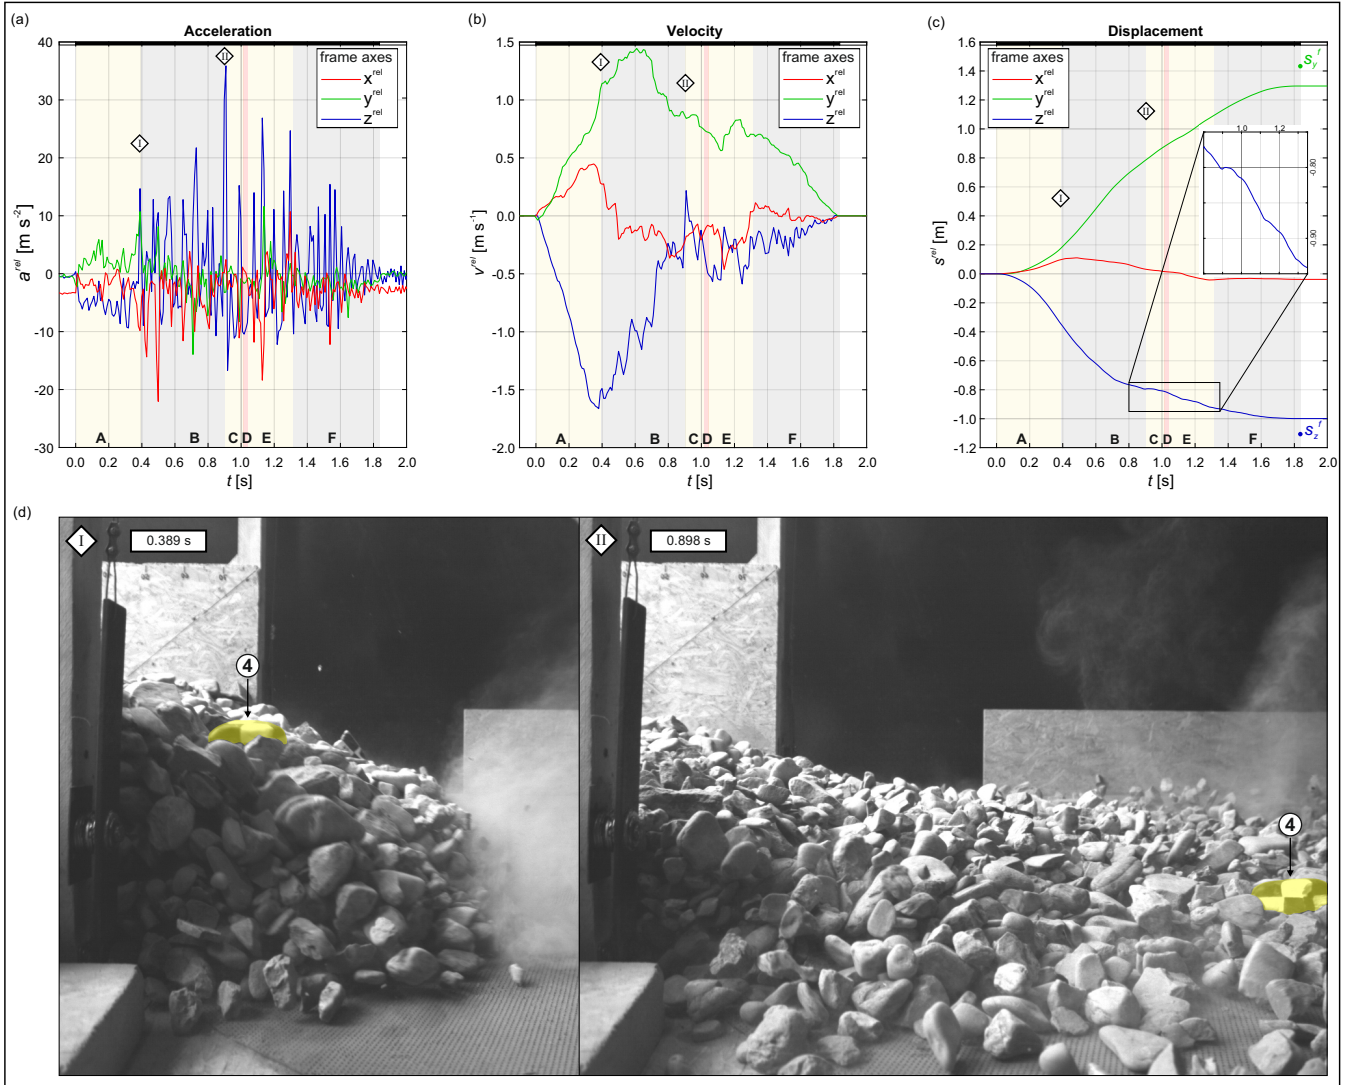 (a)
Acceleration
40
30
20
10
0
-10
-20
-30
a^rel [m s^-2]
frame axes
x^rel
y^rel
z^rel
I
II
A B C D E F
0.0 0.2 0.4 0.6 0.8 1.0 1.2 1.4 1.6 1.8 2.0
t [s]
(b)
Velocity
1.5
1.0
0.5
0.0
-0.5
-1.0
-1.5
-2.0
v^rel [m s^-1]
frame axes
x^rel
y^rel
z^rel
I
II
A B C D E F
0.0 0.2 0.4 0.6 0.8 1.0 1.2 1.4 1.6 1.8 2.0
t [s]
(c)
Displacement
1.6
1.4
1.2
1.0
0.8
0.6
0.4
0.2
0.0
-0.2
-0.4
-0.6
-0.8
-1.0
-1.2
s^rel [m]
frame axes
x^rel
y^rel
z^rel
S_y^f
I
II
1.0 1.2
-0.80
-0.90
S_z^f
A B C D E F
0.0 0.2 0.4 0.6 0.8 1.0 1.2 1.4 1.6 1.8 2.0
t [s]
(d)
I
0.389 s
4
II
0.898 s
4